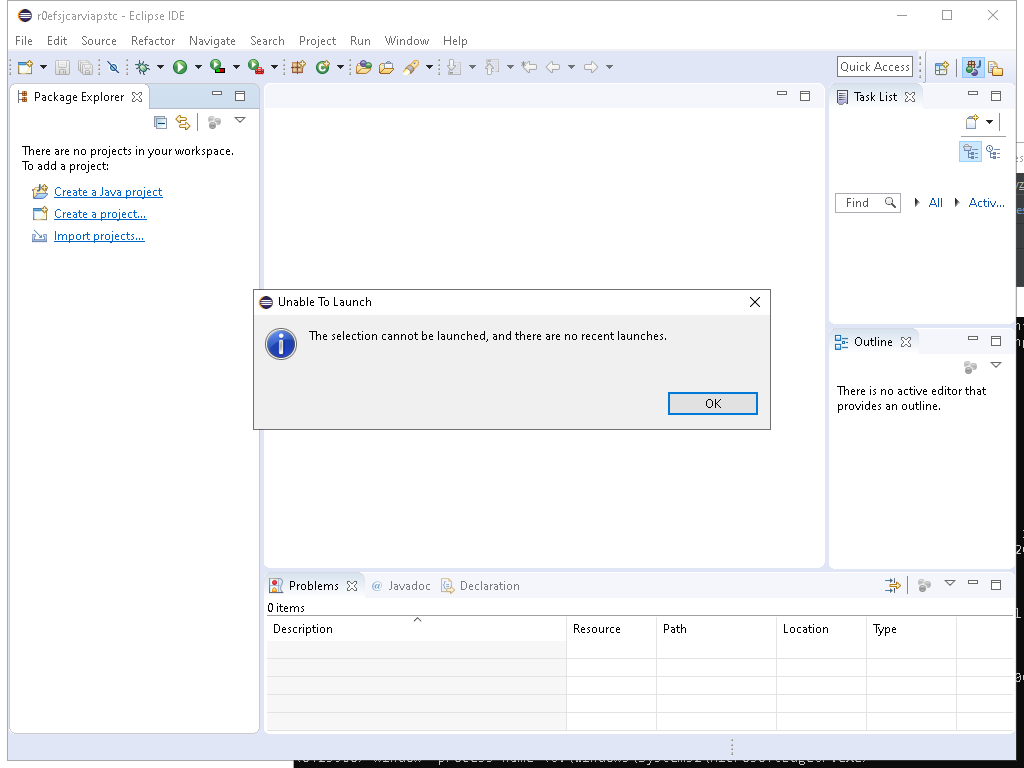 r0efsjcarviapstc - Eclipse IDE
File Edit Source Refactor Navigate Search Project Run Window Help
Quick Access
Package Explorer
Task List
There are no projects in your workspace.
To add a project:
Create a Java project
Create a project...
Import projects...
Find All Activ...
Unable To Launch
The selection cannot be launched, and there are no recent launches.
OK
Outline
There is no active editor that
provides an outline.
Problems @ Javadoc Declaration
0 items
Description Resource Path Location Type